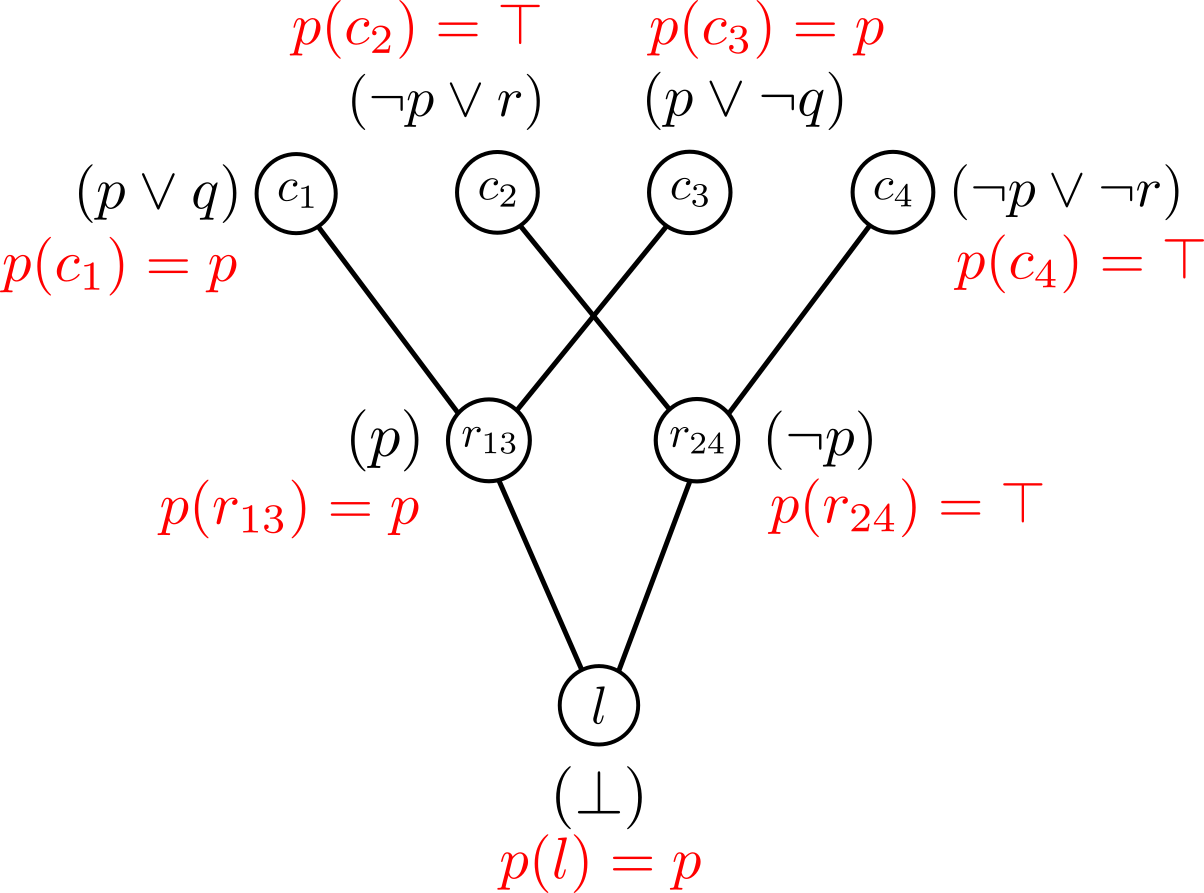 p(c₂) = ⊤
p(c₃) = p
(¬p ∨ r)
(p ∨ ¬q)
(p ∨ q)
c₁
c₂
c₃
c₄
(¬p ∨ ¬r)
p(c₁) = p
p(c₄) = ⊤
(p)
r₁₃
r₂₄
(¬p)
p(r₁₃) = p
p(r₂₄) = ⊤
l
(⊥)
p(l) = p